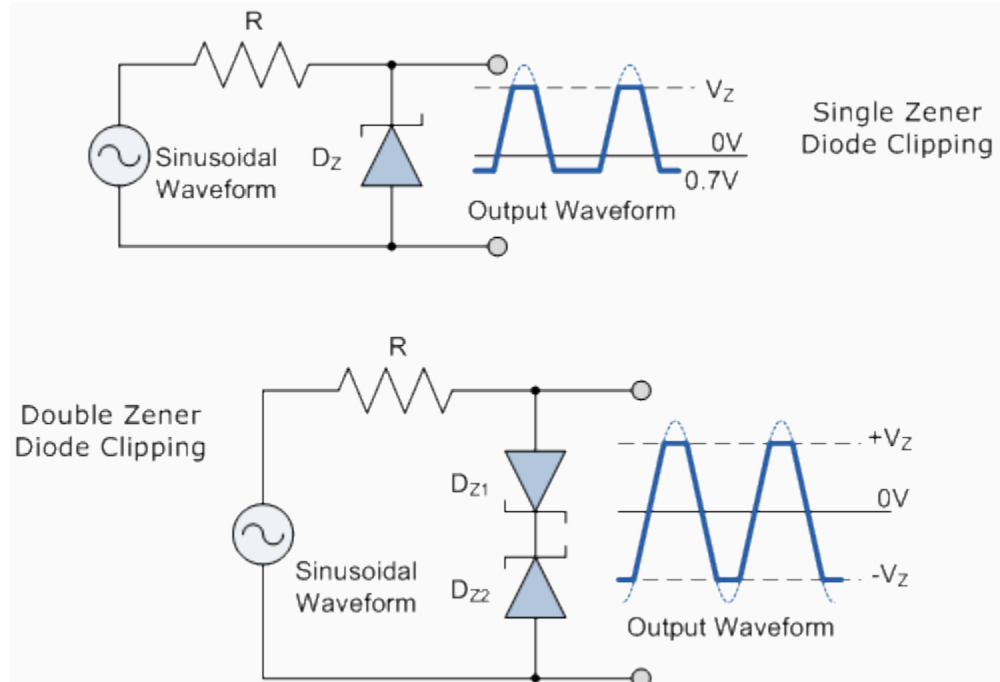 R
Sinusoidal
Waveform
DZ
VZ
0V
0.7V
Output Waveform
Single Zener
Diode Clipping
Double Zener
Diode Clipping
R
Sinusoidal
Waveform
DZ1
DZ2
+VZ
0V
-VZ
Output Waveform